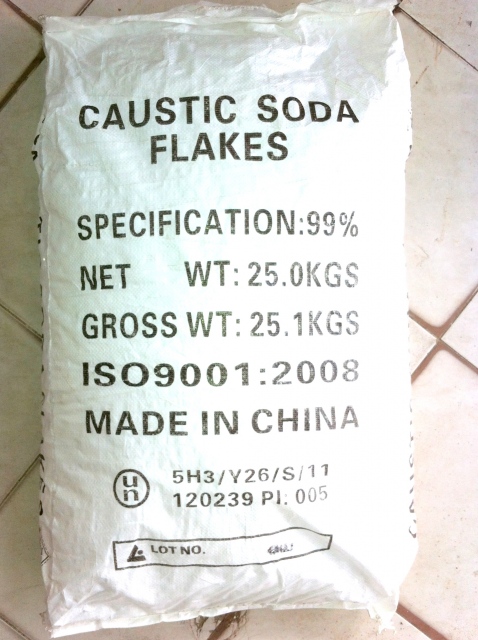 CAUSTIC SODA
FLAKES
SPECIFICATION:99%
NET WT: 25.0KGS
GROSS WT: 25.1KGS
ISO9001:2008
MADE IN CHINA
un
5H3/Y26/S/11
120239 PI: 005
LOT NO.